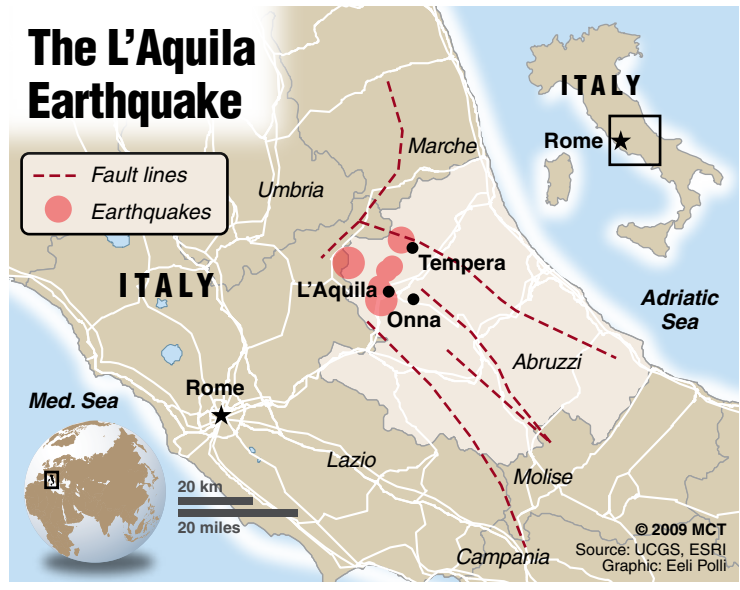 The L'Aquila
Earthquake
Fault lines
Earthquakes
ITALY
Rome
Marche
Umbria
Tempera
ITALY
L'Aquila
Onna
Adriatic
Sea
Abruzzi
Rome
Med. Sea
Lazio
Molise
20 km
20 miles
Campania
© 2009 MCT
Source: UCGS, ESRI
Graphic: Eeli Polli